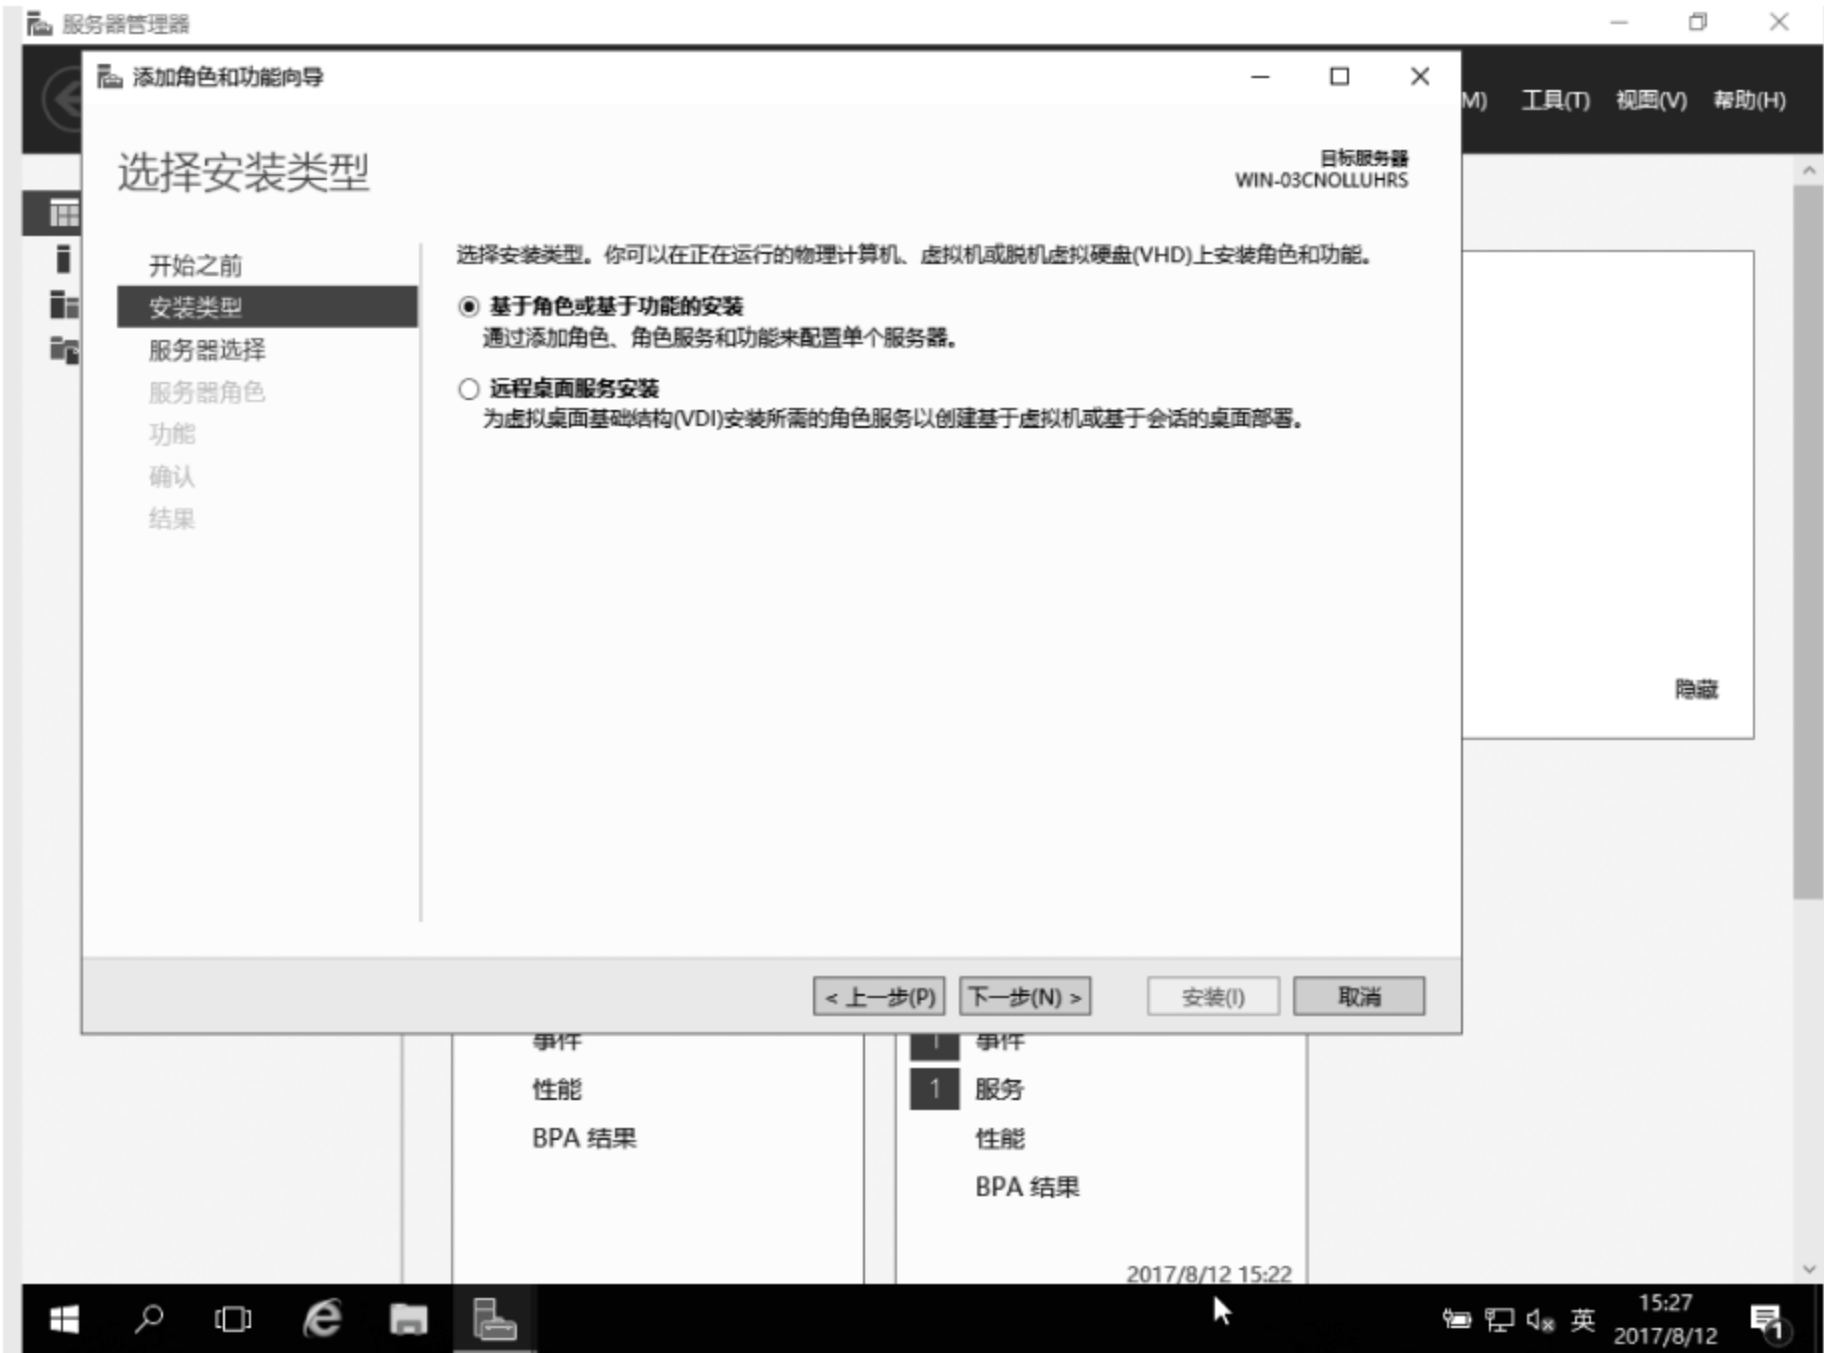 服务器管理器
添加角色和功能向导
M) 工具(T) 视图(V) 帮助(H)
选择安装类型
目标服务器
WIN-03CNOLLUHRS
开始之前
安装类型
服务器选择
服务器角色
功能
确认
结果
选择安装类型。你可以在正在运行的物理计算机、虚拟机或脱机虚拟硬盘(VHD)上安装角色和功能。
基于角色或基于功能的安装
通过添加角色、角色服务和功能来配置单个服务器。
远程桌面服务安装
为虚拟桌面基础结构(VDI)安装所需的角色服务以创建基于虚拟机或基于会话的桌面部署。
隐藏
< 上一步(P) 下一步(N) > 安装(I) 取消
事件
性能
BPA 结果
1 事件
1 服务
性能
BPA 结果
2017/8/12 15:22
英
15:27
2017/8/12
1